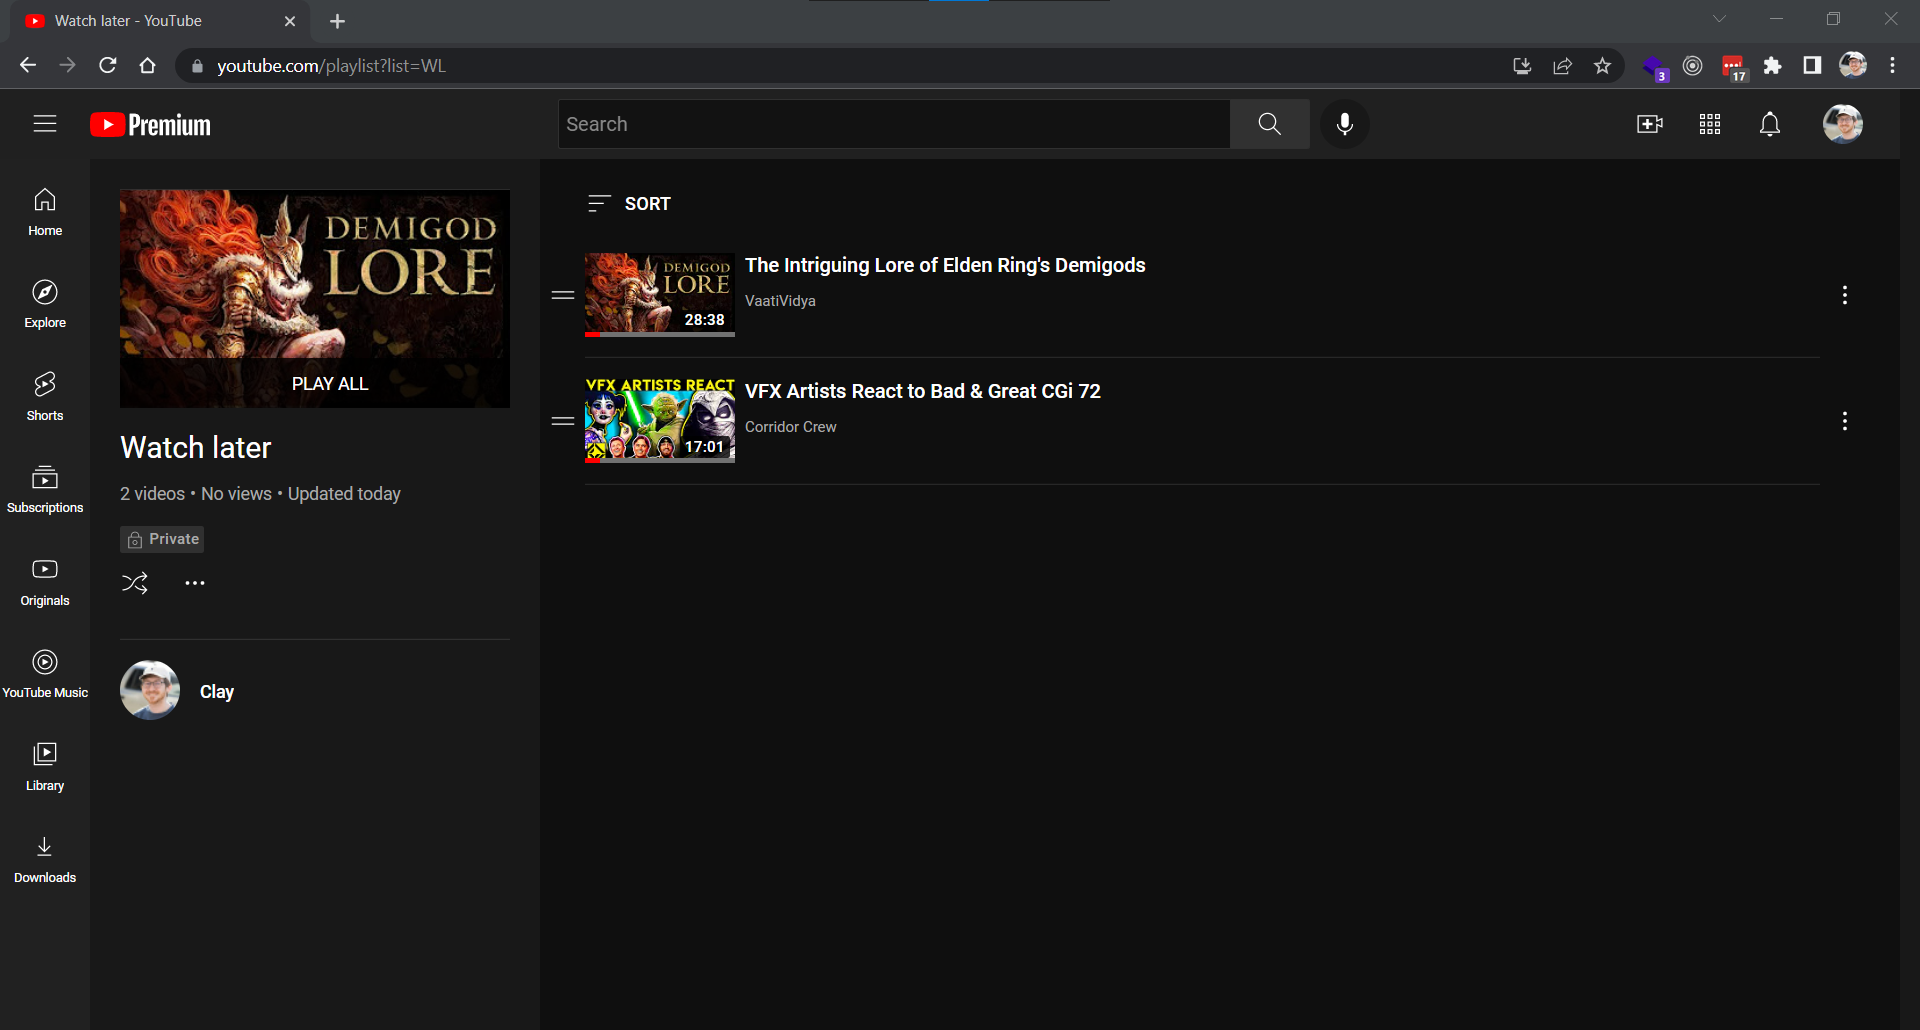 Watch later - YouTube
youtube.com/playlist?list=WL
3
17
Premium
Search
Home
Explore
Shorts
Subscriptions
Originals
YouTube Music
Library
Downloads
DEMIGOD
LORE
PLAY ALL
Watch later
2 videos • No views • Updated today
Private
Clay
SORT
DEMIGOD
LORE
28:38
The Intriguing Lore of Elden Ring's Demigods
VaatiVidya
VFX ARTISTS REACT
17:01
VFX Artists React to Bad & Great CGi 72
Corridor Crew